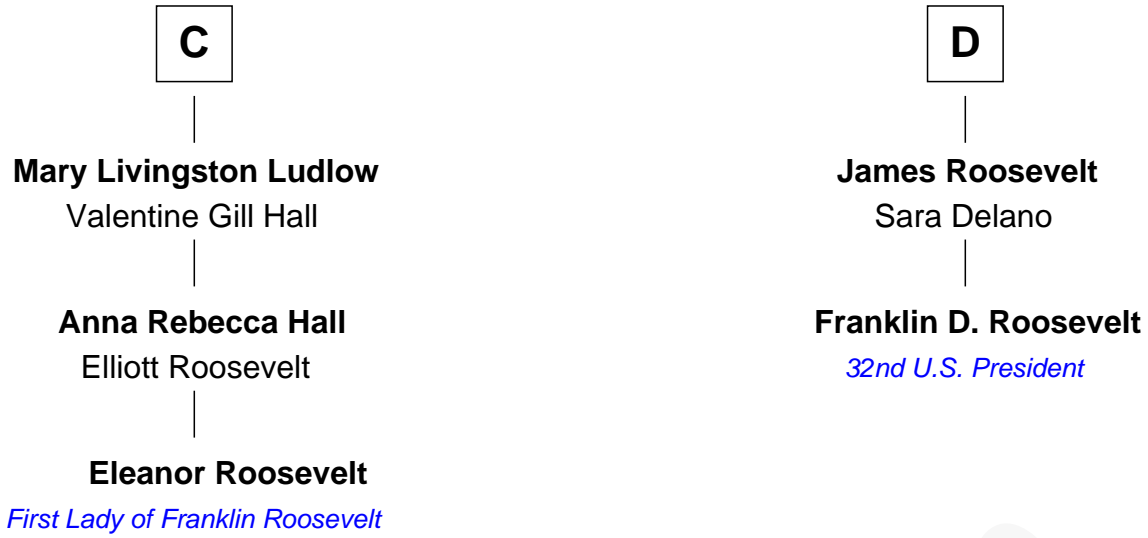 C
Mary Livingston Ludlow
Valentine Gill Hall
Anna Rebecca Hall
Elliott Roosevelt
Eleanor Roosevelt
First Lady of Franklin Roosevelt
D
James Roosevelt
Sara Delano
Franklin D. Roosevelt
32nd U.S. President